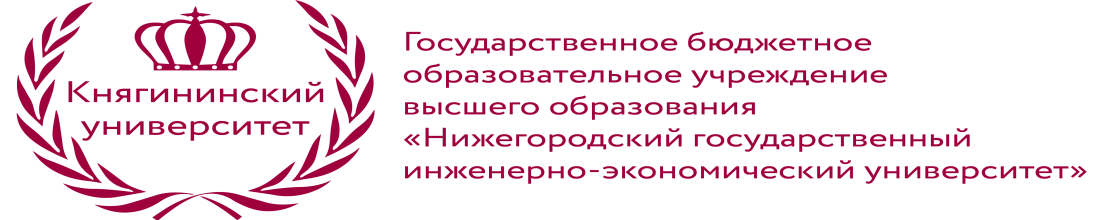 Княгининский
университет
Государственное бюджетное
образовательное учреждение
высшего образования
«Нижегородский государственный
инженерно-экономический университет»